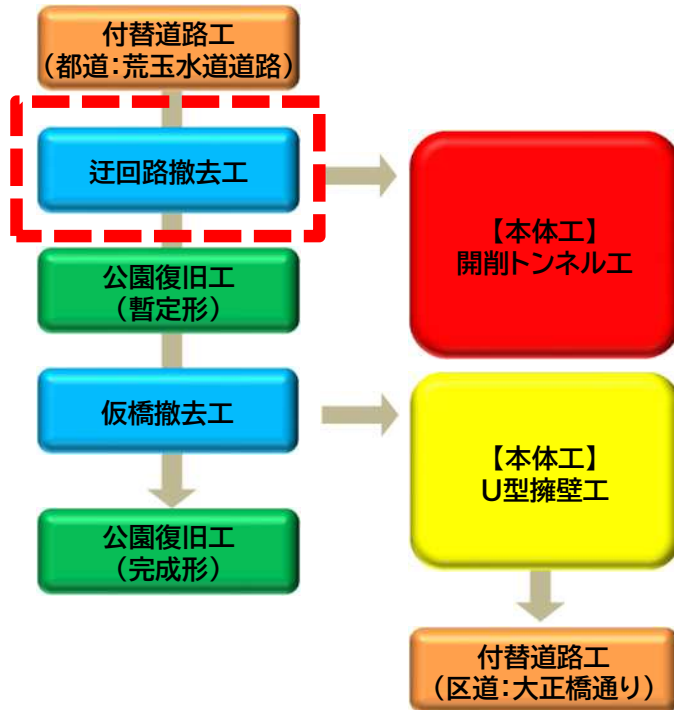 付替道路工
（都道：荒玉水道道路）
迂回路撤去工
公園復旧工
（暫定形）
仮橋撤去工
公園復旧工
（完成形）
【本体工】
開削トンネル工
【本体工】
U型擁壁工
付替道路工
（区道：大正橋通り）